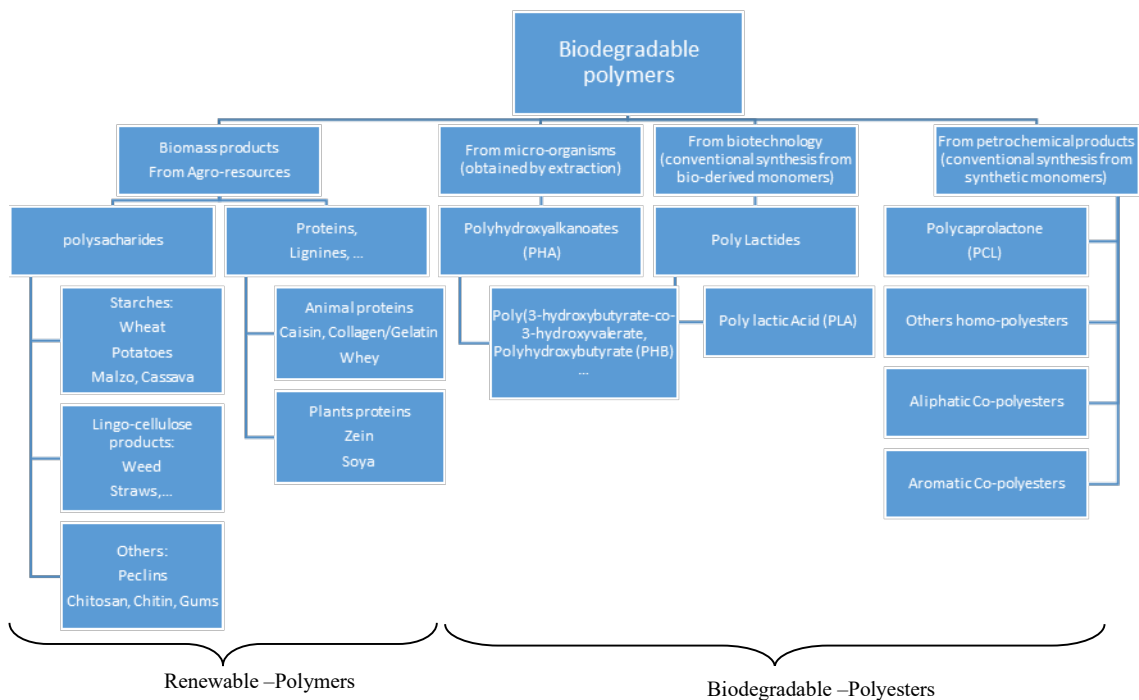 Biodegradable
polymers
Biomass products
From Agro-resources
From micro-organisms
(obtained by extraction)
From biotechnology
(conventional synthesis from
bio-derived monomers)
From petrochemical products
(conventional synthesis from
synthetic monomers)
polysacharides
Proteins,
Lignines, ...
Polyhydroxyalkanoates
(PHA)
Poly Lactides
Polycaprolactone
(PCL)
Starches:
Wheat
Potatoes
Malzo, Cassava
Animal proteins
Caisin, Collagen/Gelatin
Whey
Poly(3-hydroxybutyrate-co-
3-hydroxyvalerate,
Polyhydroxybutyrate (PHB)
...
Poly lactic Acid (PLA)
Others homo-polyesters
Lingo-cellulose
products:
Weed
Straws,...
Plants proteins
Zein
Soya
Aliphatic Co-polyesters
Aromatic Co-polyesters
Others:
Peclins
Chitosan, Chitin, Gums
Renewable –Polymers
Biodegradable –Polyesters